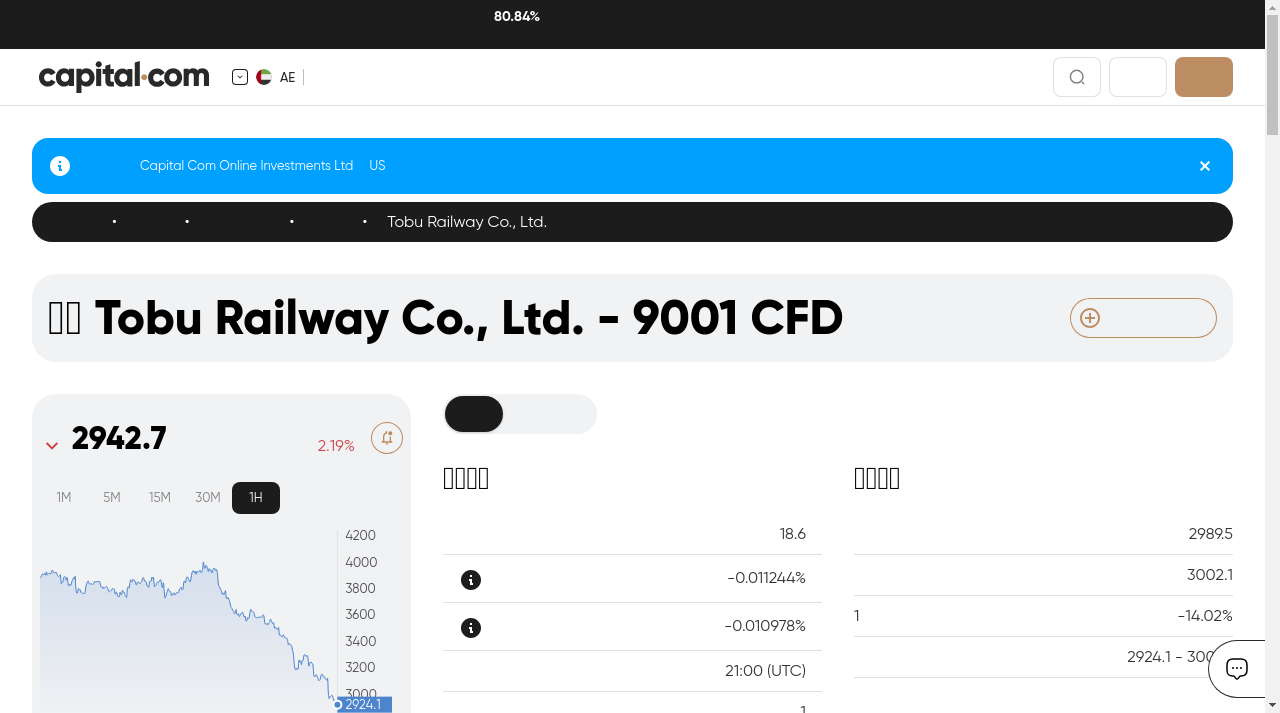 80.84%
capital.com
AE
Capital Com Online Investments Ltd US
Tobu Railway Co., Ltd.
Tobu Railway Co., Ltd. - 9001 CFD
2942.7
2.19%
1M 5M 15M 30M 1H
4200
4000
3800
3600
3400
3200
3000
2924.1
18.6
-0.011244%
-0.010978%
21:00 (UTC)
1
2989.5
3002.1
1 -14.02%
2924.1 - 300